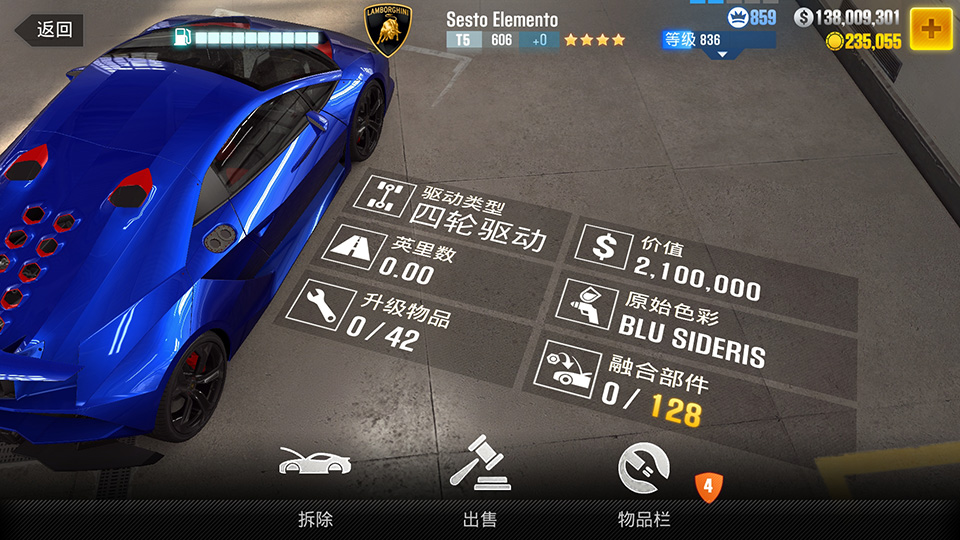 返回
LAMBORGHINI
Sesto Elemento
T5 606 +0
859
138,009,301
等级 836
235,055
驱动类型
四轮驱动
英里数
0.00
升级物品
0 / 42
价值
2,100,000
原始色彩
BLU SIDERIS
融合部件
0 / 128
4
拆除
出售
物品栏